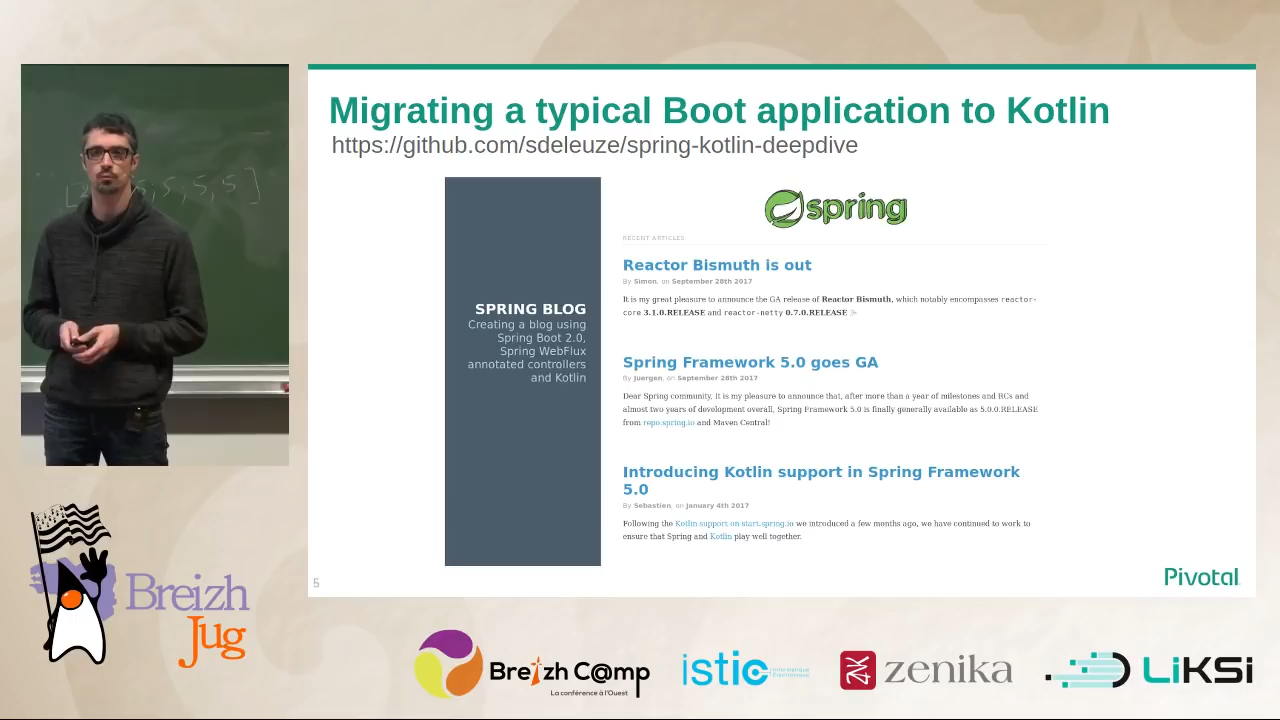 Migrating a typical Boot application to Kotlin
https://github.com/sdeleuze/spring-kotlin-deepdive
spring
SPRING BLOG
Creating a blog using
Spring Boot 2.0,
Spring WebFlux
annotated controllers
and Kotlin
RECENT ARTICLES
Reactor Bismuth is out
By Simon, on September 28th 2017
It is my great pleasure to announce the GA release of Reactor Bismuth, which notably encompasses reactor-
core 3.1.0.RELEASE and reactor-netty 0.7.0.RELEASE
Spring Framework 5.0 goes GA
By Juergen, on September 28th 2017
Dear Spring community, It is my pleasure to announce that, after more than a year of milestones and RCs and
almost two years of development overall, Spring Framework 5.0 is finally generally available as 5.0.0.RELEASE
from repo.spring.io and Maven Central!
Introducing Kotlin support in Spring Framework
5.0
By Sebastien, on January 4th 2017
Following the Kotlin support on start.spring.io we introduced a few months ago, we have continued to work to
ensure that Spring and Kotlin play well together.
5
Pivotal
Breizh
Jug
Breizh C@mp
La conférence à l'Ouest
istic
Informatique
Électronique
zenika
LiKSi